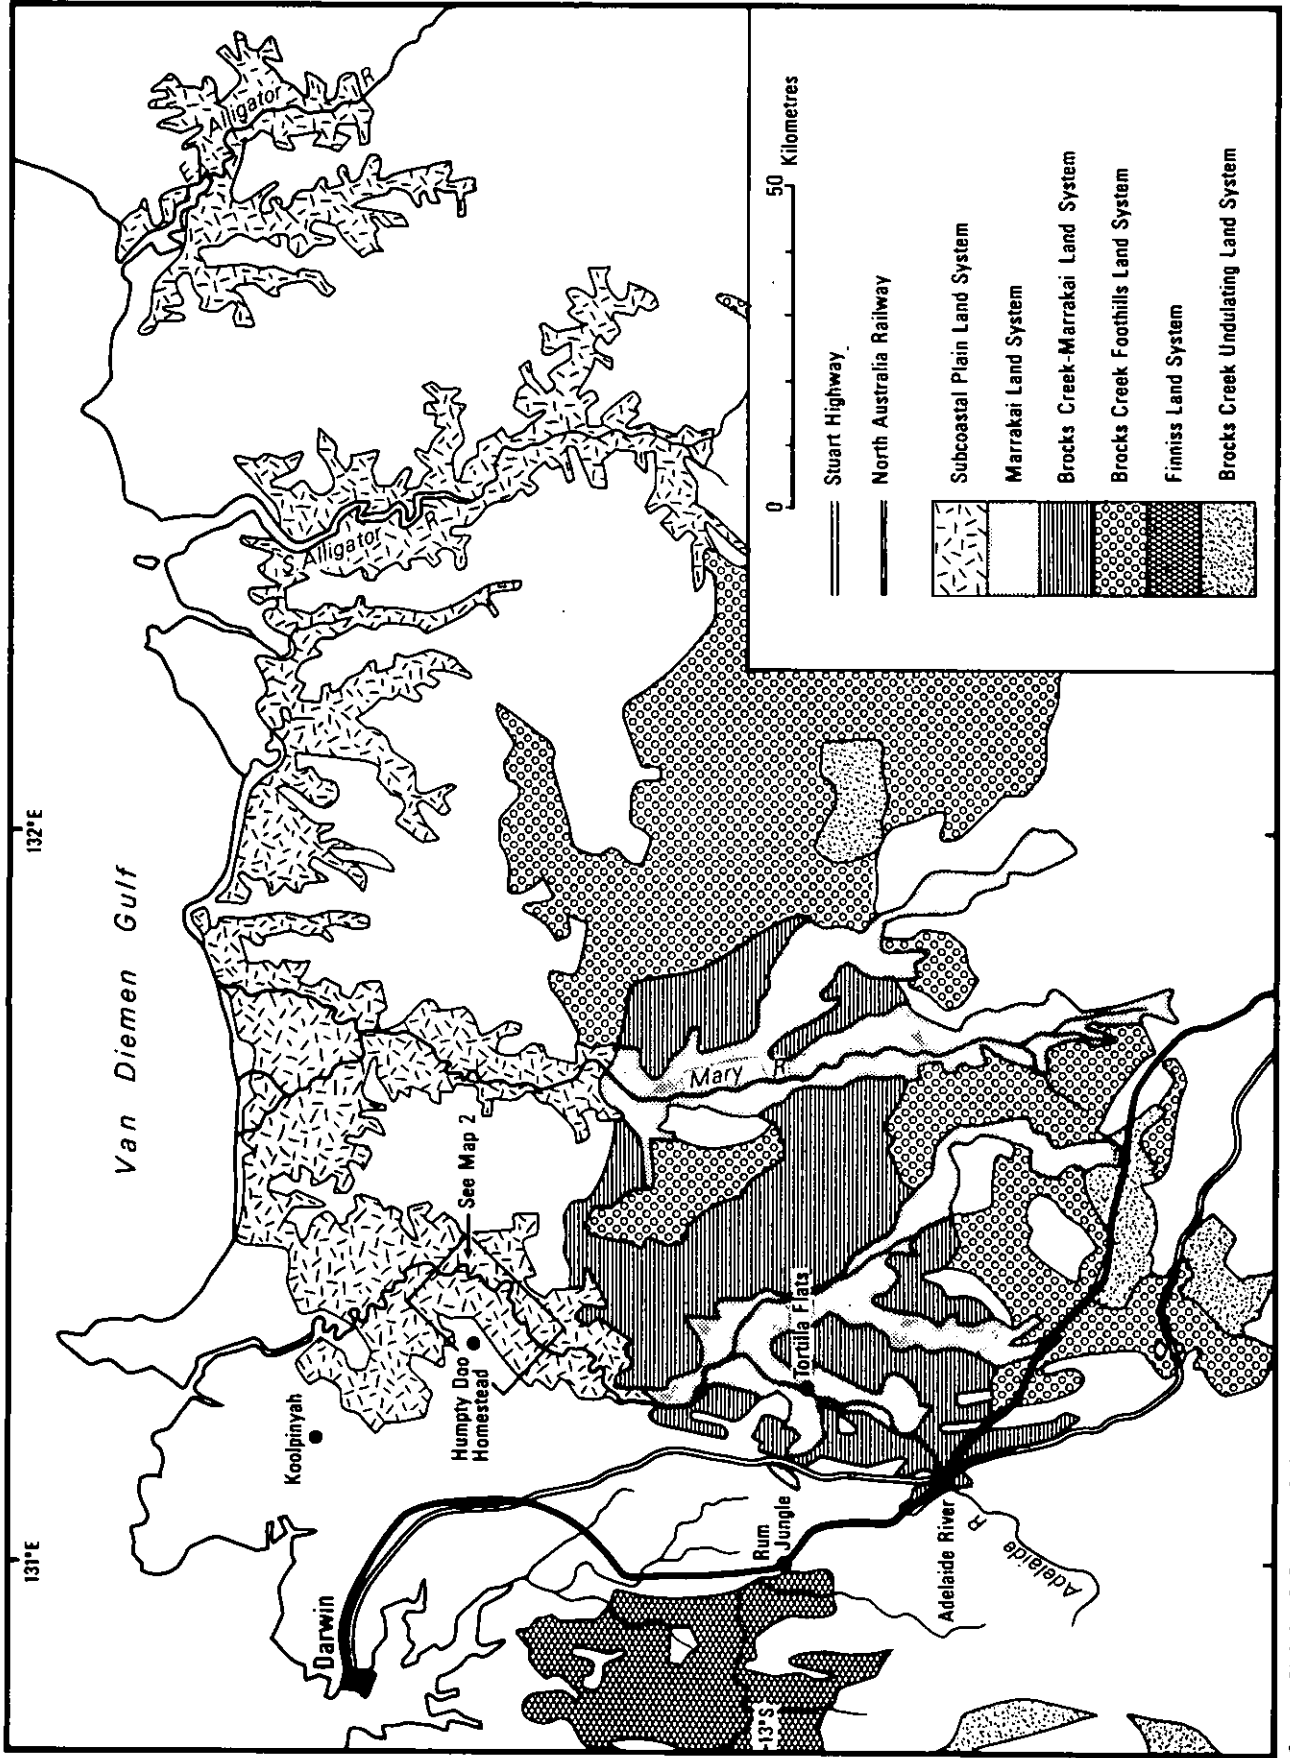 131°E
132°E
Van Diemen Gulf
Darwin
Koolpinyah
Humpty Doo
Homestead
See Map 2
S Alligator
R
E
Alligator
R
Mary R
Rum
Jungle
Tortilla Flats
Adelaide River
Adelaide R
13°S
0 50 Kilometres
Stuart Highway
North Australia Railway
Subcoastal Plain Land System
Marrakai Land System
Brocks Creek-Marrakai Land System
Brocks Creek Foothills Land System
Finniss Land System
Brocks Creek Undulating Land System